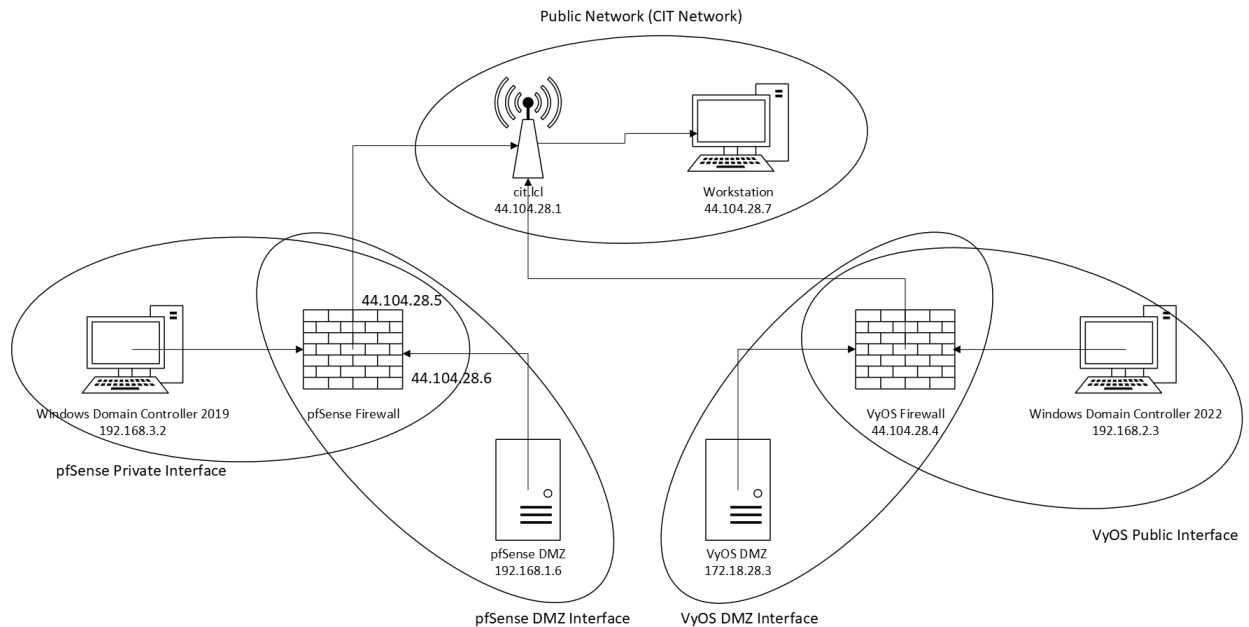 Public Network (CIT Network)
cit.lcl
44.104.28.1
Workstation
44.104.28.7
44.104.28.5
44.104.28.6
Windows Domain Controller 2019
192.168.3.2
pfSense Firewall
pfSense Private Interface
VyOS Firewall
44.104.28.4
Windows Domain Controller 2022
192.168.2.3
VyOS Public Interface
pfSense DMZ
192.168.1.6
VyOS DMZ
172.18.28.3
pfSense DMZ Interface
VyOS DMZ Interface